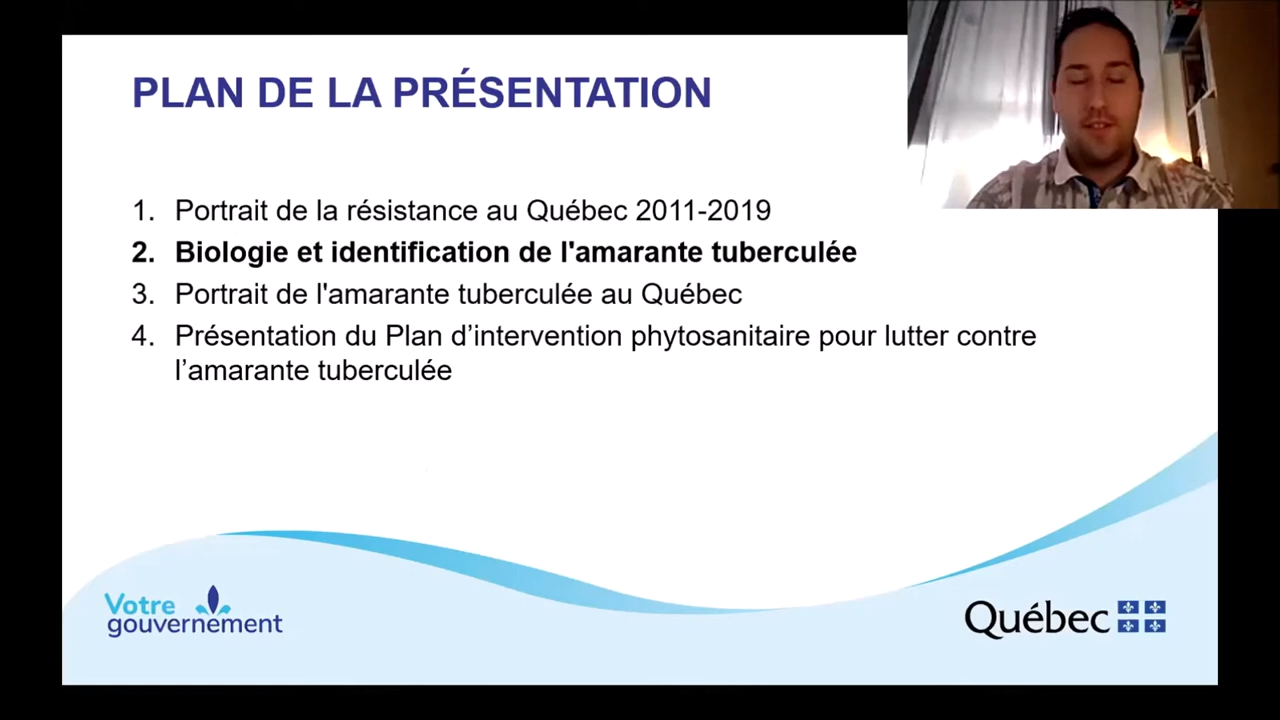 PLAN DE LA PRÉSENTATION
1. Portrait de la résistance au Québec 2011-2019
2. Biologie et identification de l'amarante tuberculée
3. Portrait de l'amarante tuberculée au Québec
4. Présentation du Plan d’intervention phytosanitaire pour lutter contre
l’amarante tuberculée
Votre
gouvernement
Québec